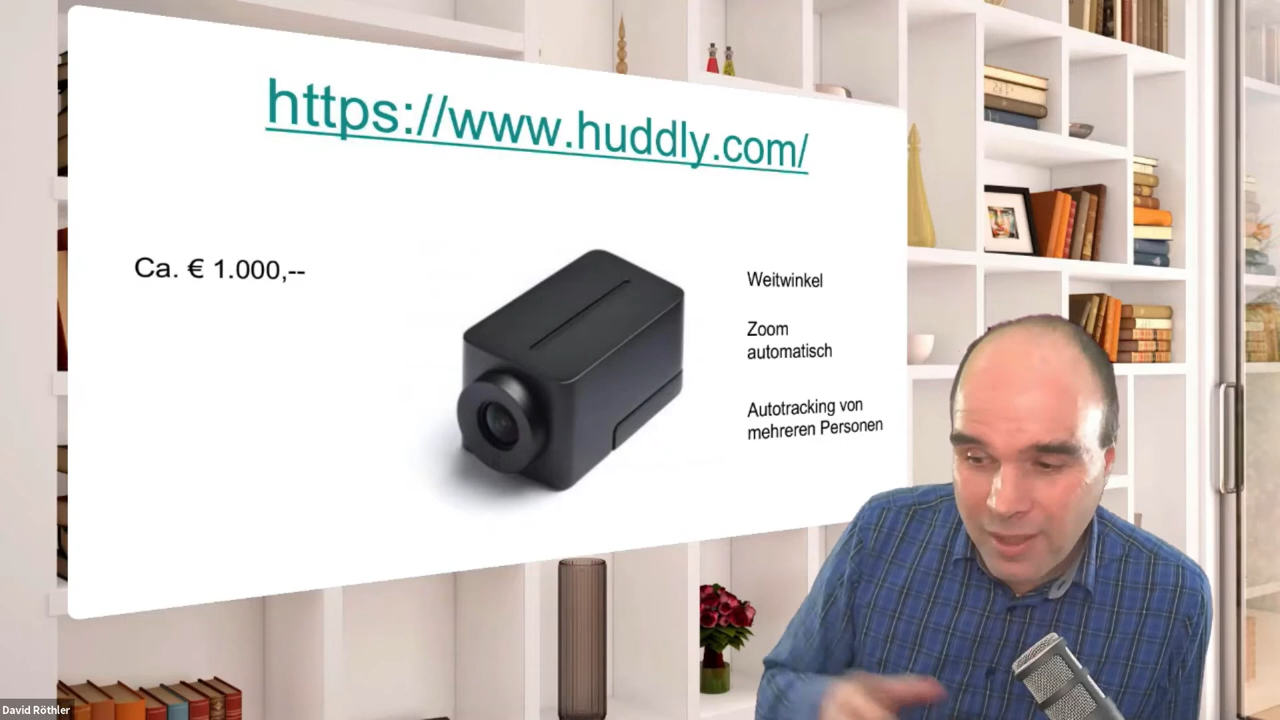 https://www.huddly.com/
Ca. € 1.000,--
Weitwinkel
Zoom
automatisch
Autotracking von
mehreren Personen
David Röthler